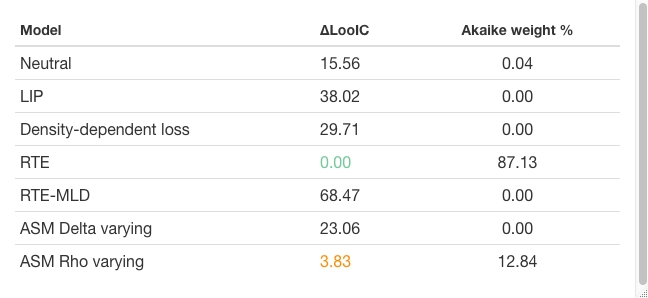 Model ΔLooIC Akaike weight %
Neutral 15.56 0.04
LIP 38.02 0.00
Density-dependent loss 29.71 0.00
RTE 0.00 87.13
RTE-MLD 68.47 0.00
ASM Delta varying 23.06 0.00
ASM Rho varying 3.83 12.84